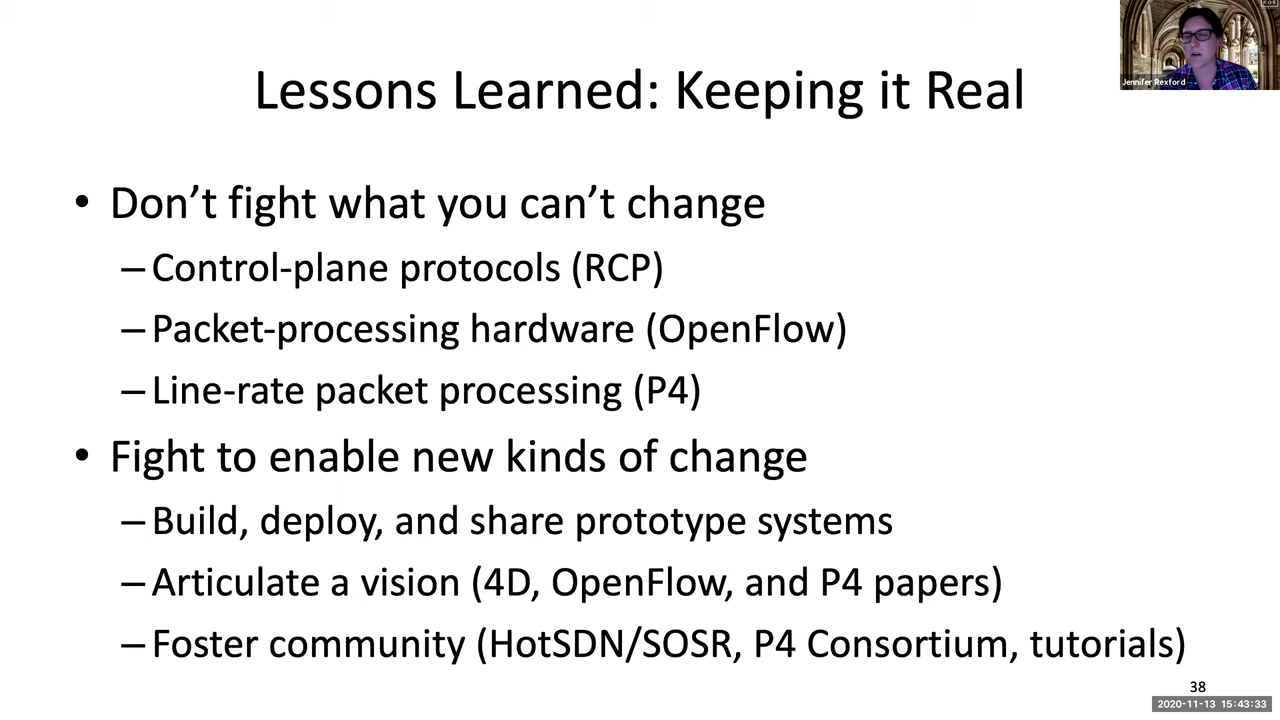 Lessons Learned: Keeping it Real
Jennifer Rexford
• Don’t fight what you can’t change
– Control-plane protocols (RCP)
– Packet-processing hardware (OpenFlow)
– Line-rate packet processing (P4)
• Fight to enable new kinds of change
– Build, deploy, and share prototype systems
– Articulate a vision (4D, OpenFlow, and P4 papers)
– Foster community (HotSDN/SOSR, P4 Consortium, tutorials)
38
2020-11-13 15:43:33